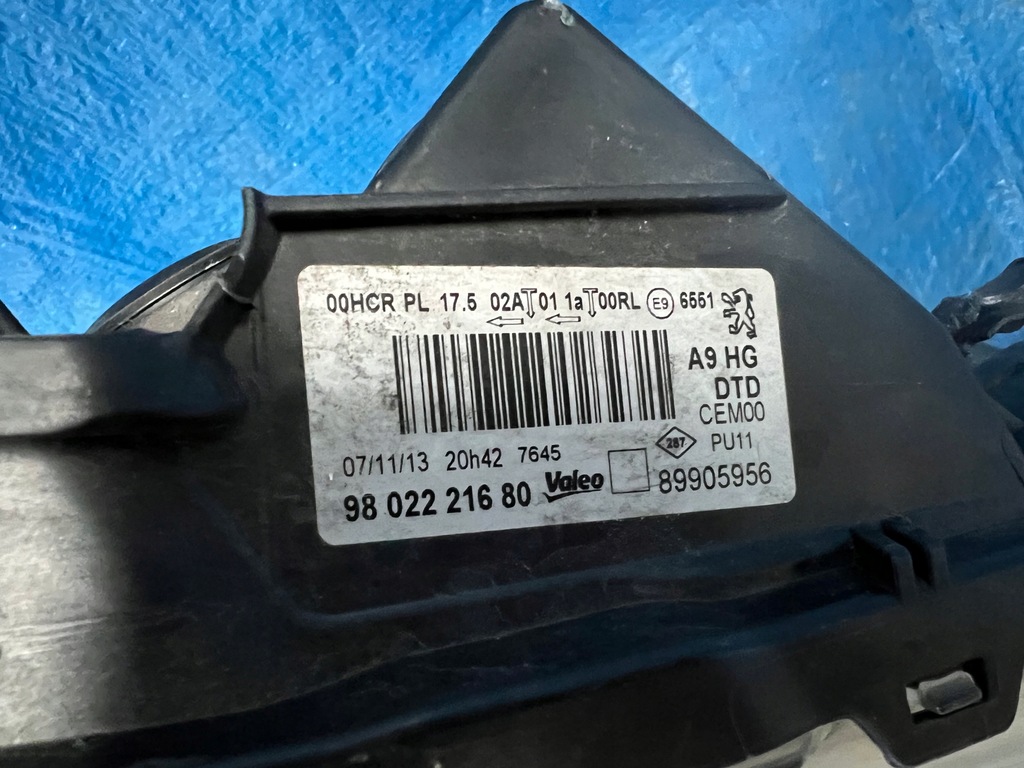 00HCR PL 17.5 02A 01 1a 00RL E9 6551
A9 HG
DTD
CEM00
287 PU11
07/11/13 20h42 7645
98 022 216 80 Valeo 89905956